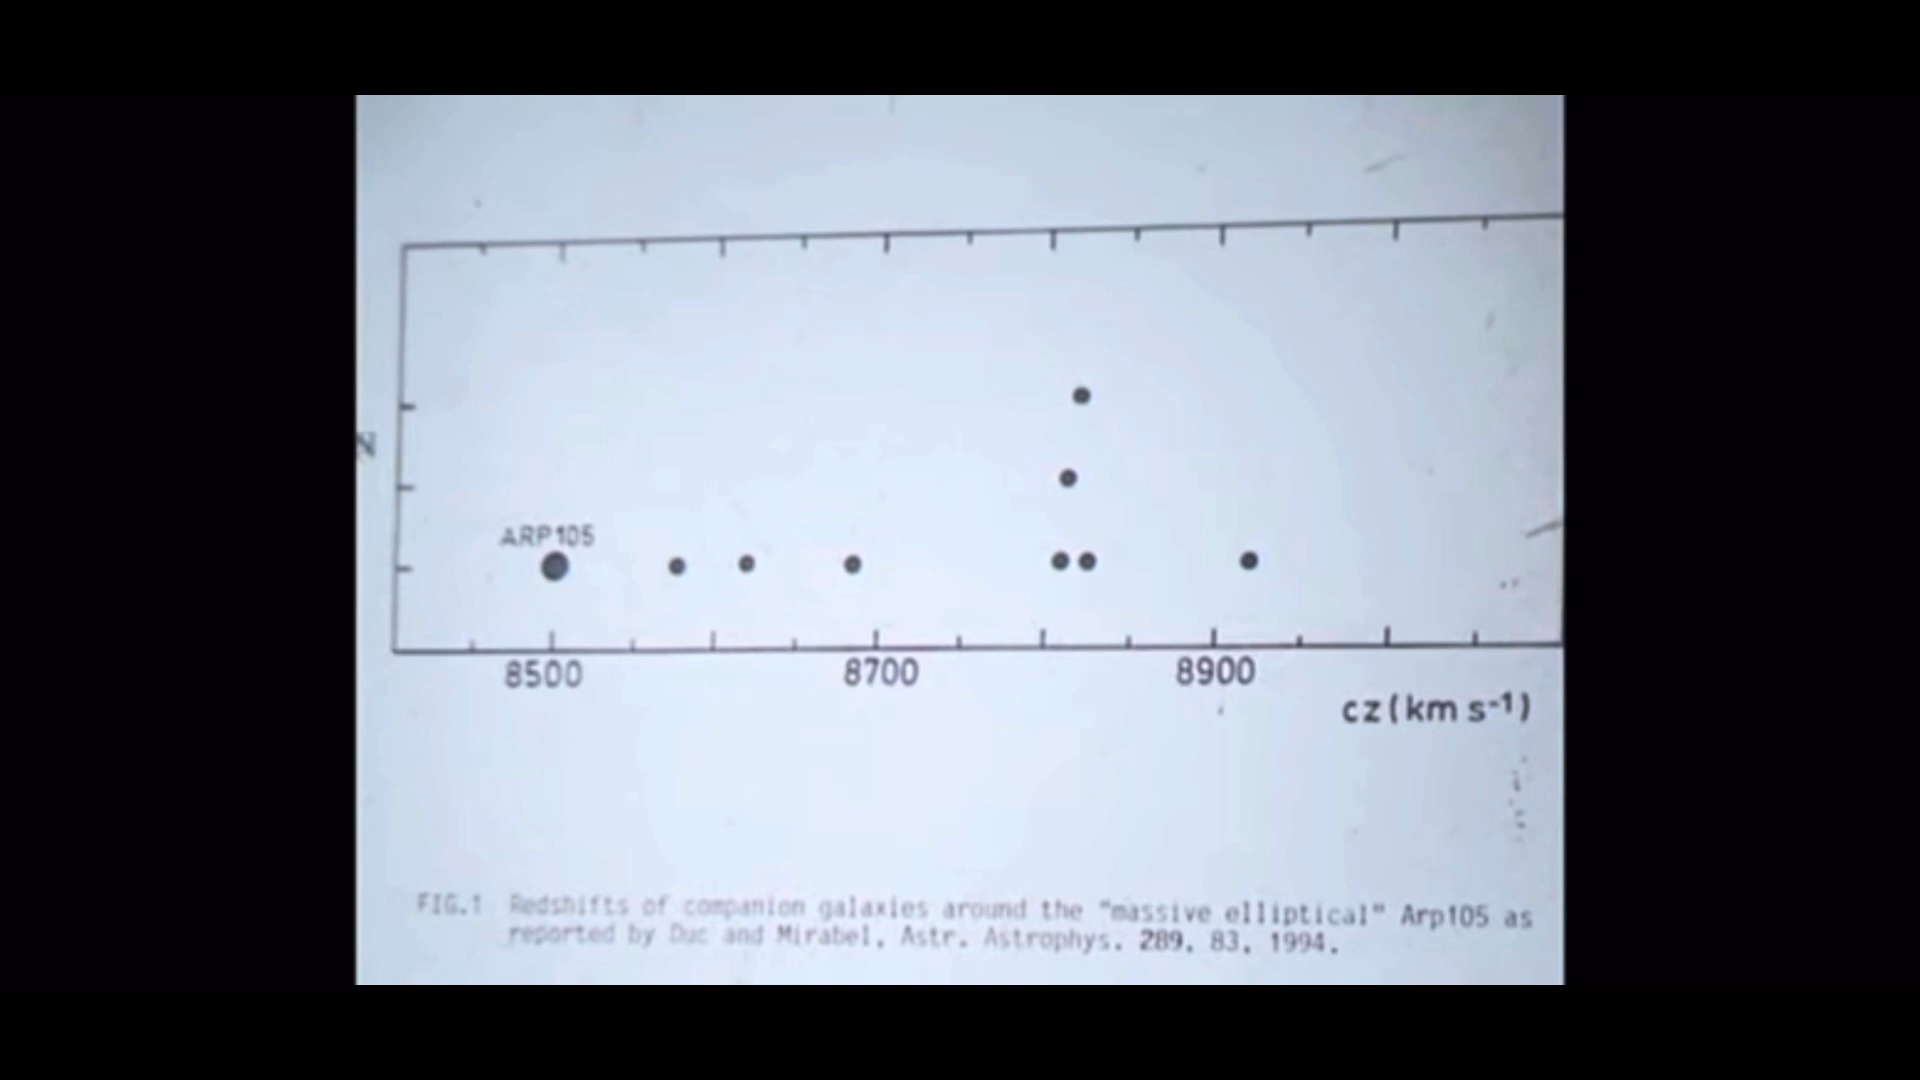 N
ARP105
8500 8700 8900
cz(km s-1)
FIG.1 Redshifts of companion galaxies around the "massive elliptical" Arp105 as
reported by Duc and Mirabel, Astr. Astrophys. 289, 83, 1994.